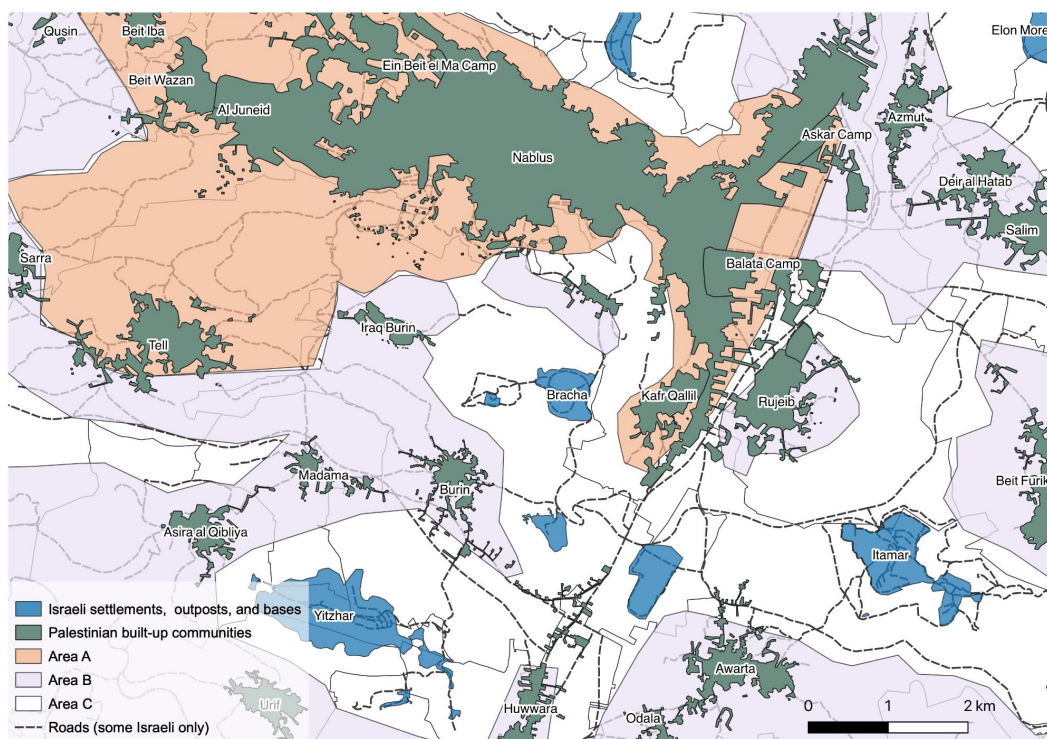 Qusin
Beit Iba
Elon More
Ein Beit el Ma Camp
Beit Wazan
Al Juneid
Azmut
Askar Camp
Nablus
Deir al Hatab
Salim
Sarra
Balata Camp
Iraq Burin
Tell
Bracha
Kafr Qallil
Rujeib
Madama
Burin
Beit Furik
Asira al Qibliya
Itamar
Israeli settlements, outposts, and bases
Yitzhar
Palestinian built-up communities
Area A
Awarta
Area B
Area C
Urif
Huwwara
Odala
0 1 2 km
Roads (some Israeli only)